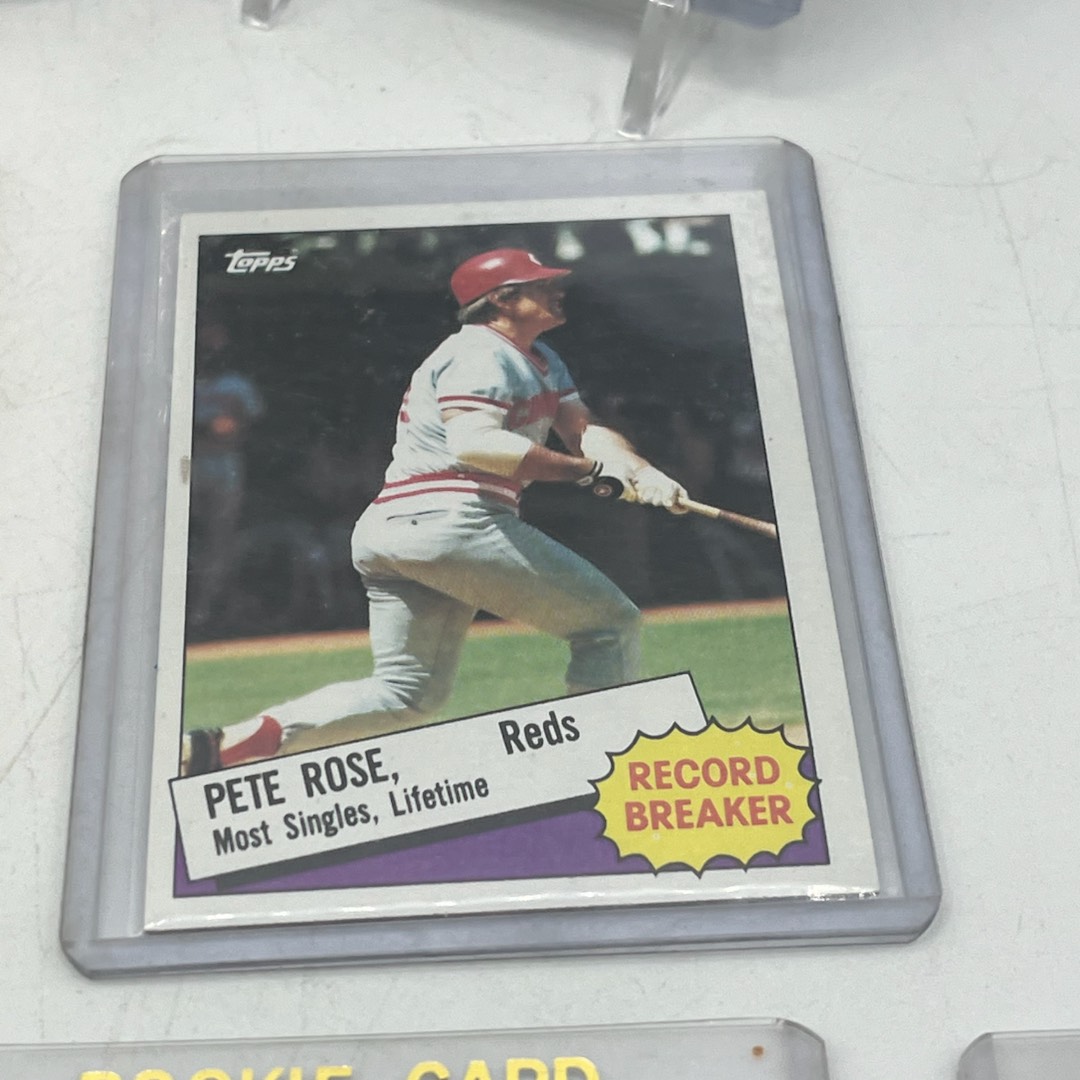 Topps
PETE ROSE, Reds
Most Singles, Lifetime
RECORD
BREAKER
ROOKIE CARD